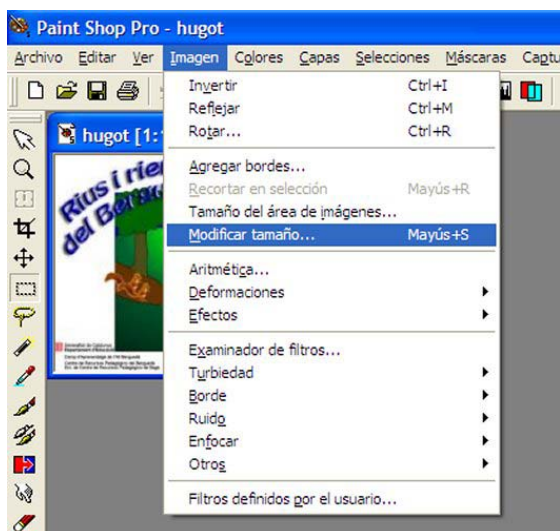 Paint Shop Pro - hugot
Archivo Editar Ver Imagen Colores Capas Selecciones Máscaras Captu
Invertir Ctrl+I
Reflejar Ctrl+M
Rotar... Ctrl+R
hugot [1:
Agregar bordes...
Recortar en selección Mayús+R
Tamaño del área de imágenes...
Modificar tamaño... Mayús+S
Rius i rie
del Ber
Aritmética...
Deformaciones
Efectos
Examinador de filtros...
Turbiedad
Borde
Ruido
Enfocar
Otros
Filtros definidos por el usuario...